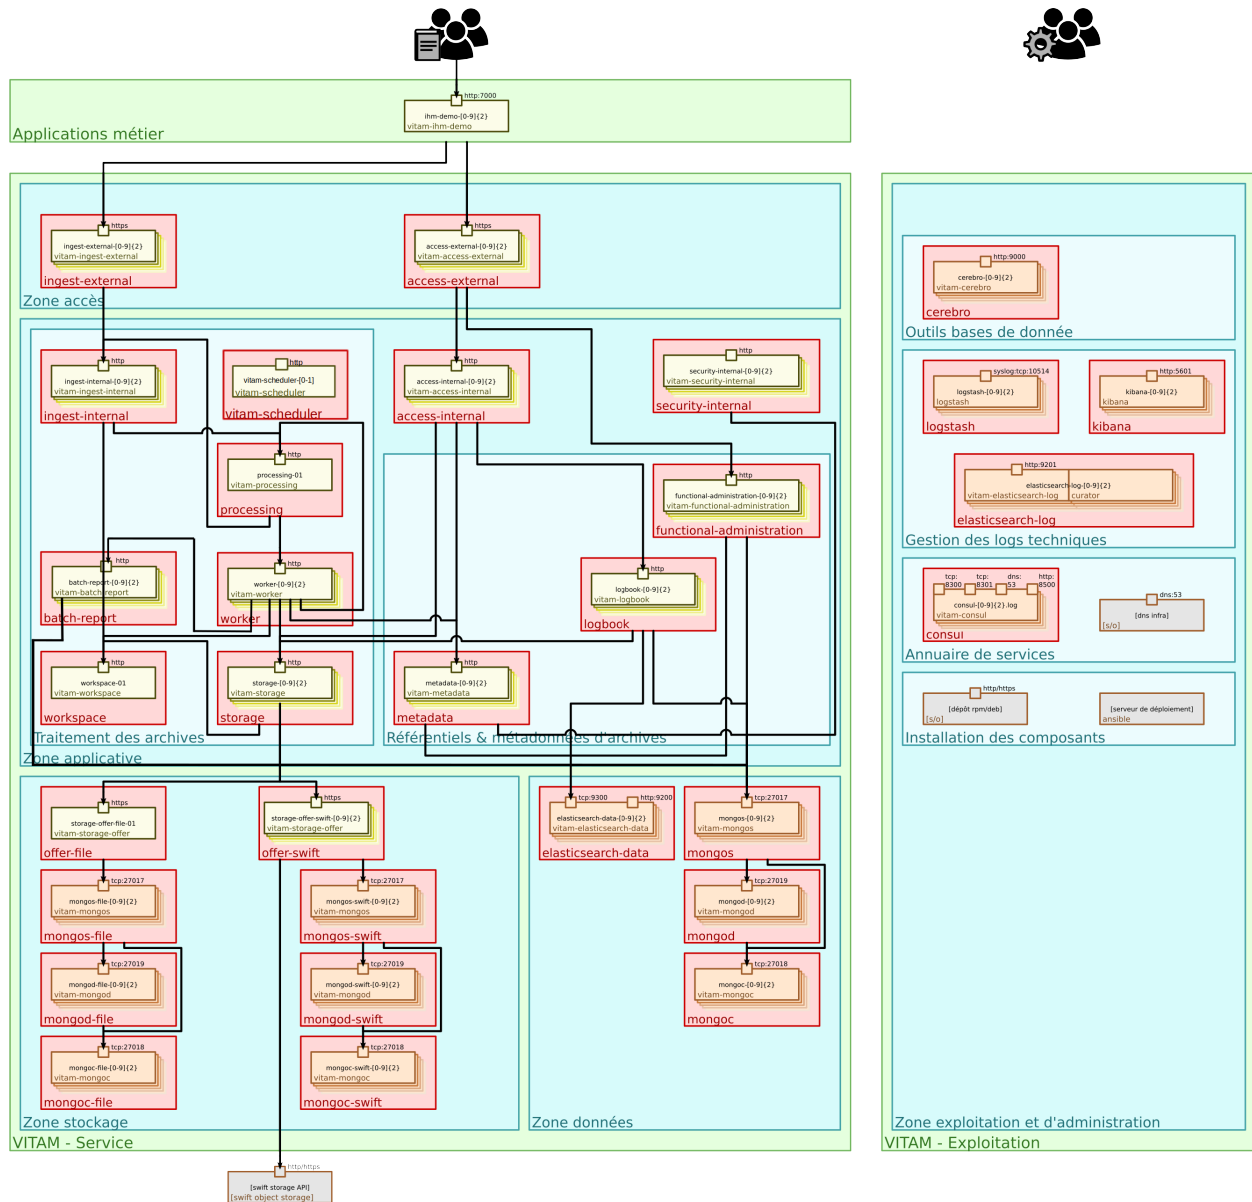 http:7000
ihm-demo-[0-9]{2}
vitam-ihm-demo
Applications métier
https
ingest-external-[0-9]{2}
vitam-ingest-external
ingest-external
https
access-external-[0-9]{2}
vitam-access-external
access-external
Zone accès
http
ingest-internal-[0-9]{2}
vitam-ingest-internal
ingest-internal
http
vitam-scheduler-[0-1]
vitam-scheduler
vitam-scheduler
http
access-internal-[0-9]{2}
vitam-access-internal
access-internal
http
security-internal-[0-9]{2}
vitam-security-internal
security-internal
http
processing-01
vitam-processing
processing
http
functional-administration-[0-9]{2}
vitam-functional-administration
functional-administration
http
batch-report-[0-9]{2}
vitam-batch-report
batch-report
http
worker-[0-9]{2}
vitam-worker
worker
http
logbook-[0-9]{2}
vitam-logbook
logbook
http
workspace-01
vitam-workspace
workspace
http
storage-[0-9]{2}
vitam-storage
storage
http
metadata-[0-9]{2}
vitam-metadata
metadata
Traitement des archives
Référentiels & métadonnées d'archives
Zone applicative
https
storage-offer-file-01
vitam-storage-offer
offer-file
https
storage-offer-swift-[0-9]{2}
vitam-storage-offer
offer-swift
tcp:9300
http:9200
elasticsearch-data-[0-9]{2}
vitam-elasticsearch-data
elasticsearch-data
tcp:27017
mongos-[0-9]{2}
vitam-mongos
mongos
tcp:27017
mongos-file-[0-9]{2}
vitam-mongos
mongos-file
tcp:27017
mongos-swift-[0-9]{2}
vitam-mongos
mongos-swift
tcp:27019
mongod-[0-9]{2}
vitam-mongod
mongod
tcp:27019
mongod-file-[0-9]{2}
vitam-mongod
mongod-file
tcp:27019
mongod-swift-[0-9]{2}
vitam-mongod
mongod-swift
tcp:27018
mongoc-[0-9]{2}
vitam-mongoc
mongoc
tcp:27018
mongoc-file-[0-9]{2}
vitam-mongoc
mongoc-file
tcp:27018
mongoc-swift-[0-9]{2}
vitam-mongoc
mongoc-swift
Zone stockage
Zone données
VITAM - Service
http/https
[swift storage API]
[swift object storage]
http:9000
cerebro-[0-9]{2}
vitam-cerebro
cerebro
Outils bases de donnée
syslog:tcp:10514
logstash-[0-9]{2}
logstash
logstash
http:5601
kibana-[0-9]{2}
kibana
kibana
http:9201
elasticsearch-log-[0-9]{2}
vitam-elasticsearch-log
curator
elasticsearch-log
Gestion des logs techniques
tcp:
8300
tcp:
8301
dns:
53
http:
8500
consul-[0-9]{2}.log
vitam-consul
consul
dns:53
[dns infra]
[s/o]
Annuaire de services
http/https
[dépôt rpm/deb]
[s/o]
[serveur de déploiement]
ansible
Installation des composants
Zone exploitation et d'administration
VITAM - Exploitation